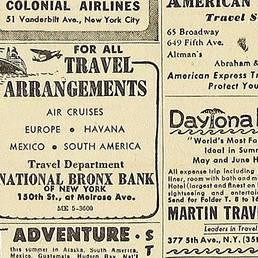 COLONIAL AIRLINES
51 Vanderbilt Ave., New York City
FOR ALL
TRAVEL
ARRANGEMENTS
AIR CRUISES
EUROPE • HAVANA
MEXICO • SOUTH AMERICA
Travel Department
NATIONAL BRONX BANK
OF NEW YORK
150th St., at Melrose Ave.
ME 5-3600
ADVENTURE •
this summer in Alaska, South America,
Mexico, Guatemala, Hudson Bay, Nat'l
S
T
AMERICAN
Travel S
65 Broadway
649 Fifth Ave.
Altman's
Abraham &
American Express Tra
Protect You
Daytona
"World's Most Fa
Ideal in Summ
May and June H
All expense trip including
liner, room with bath and m
Hotel (largest and finest on
sightseeing and entertainm
Send for Folder T. 8 to 16
MARTIN TRAV
Leaders in Travel
377 5th Ave., N.Y. (35t